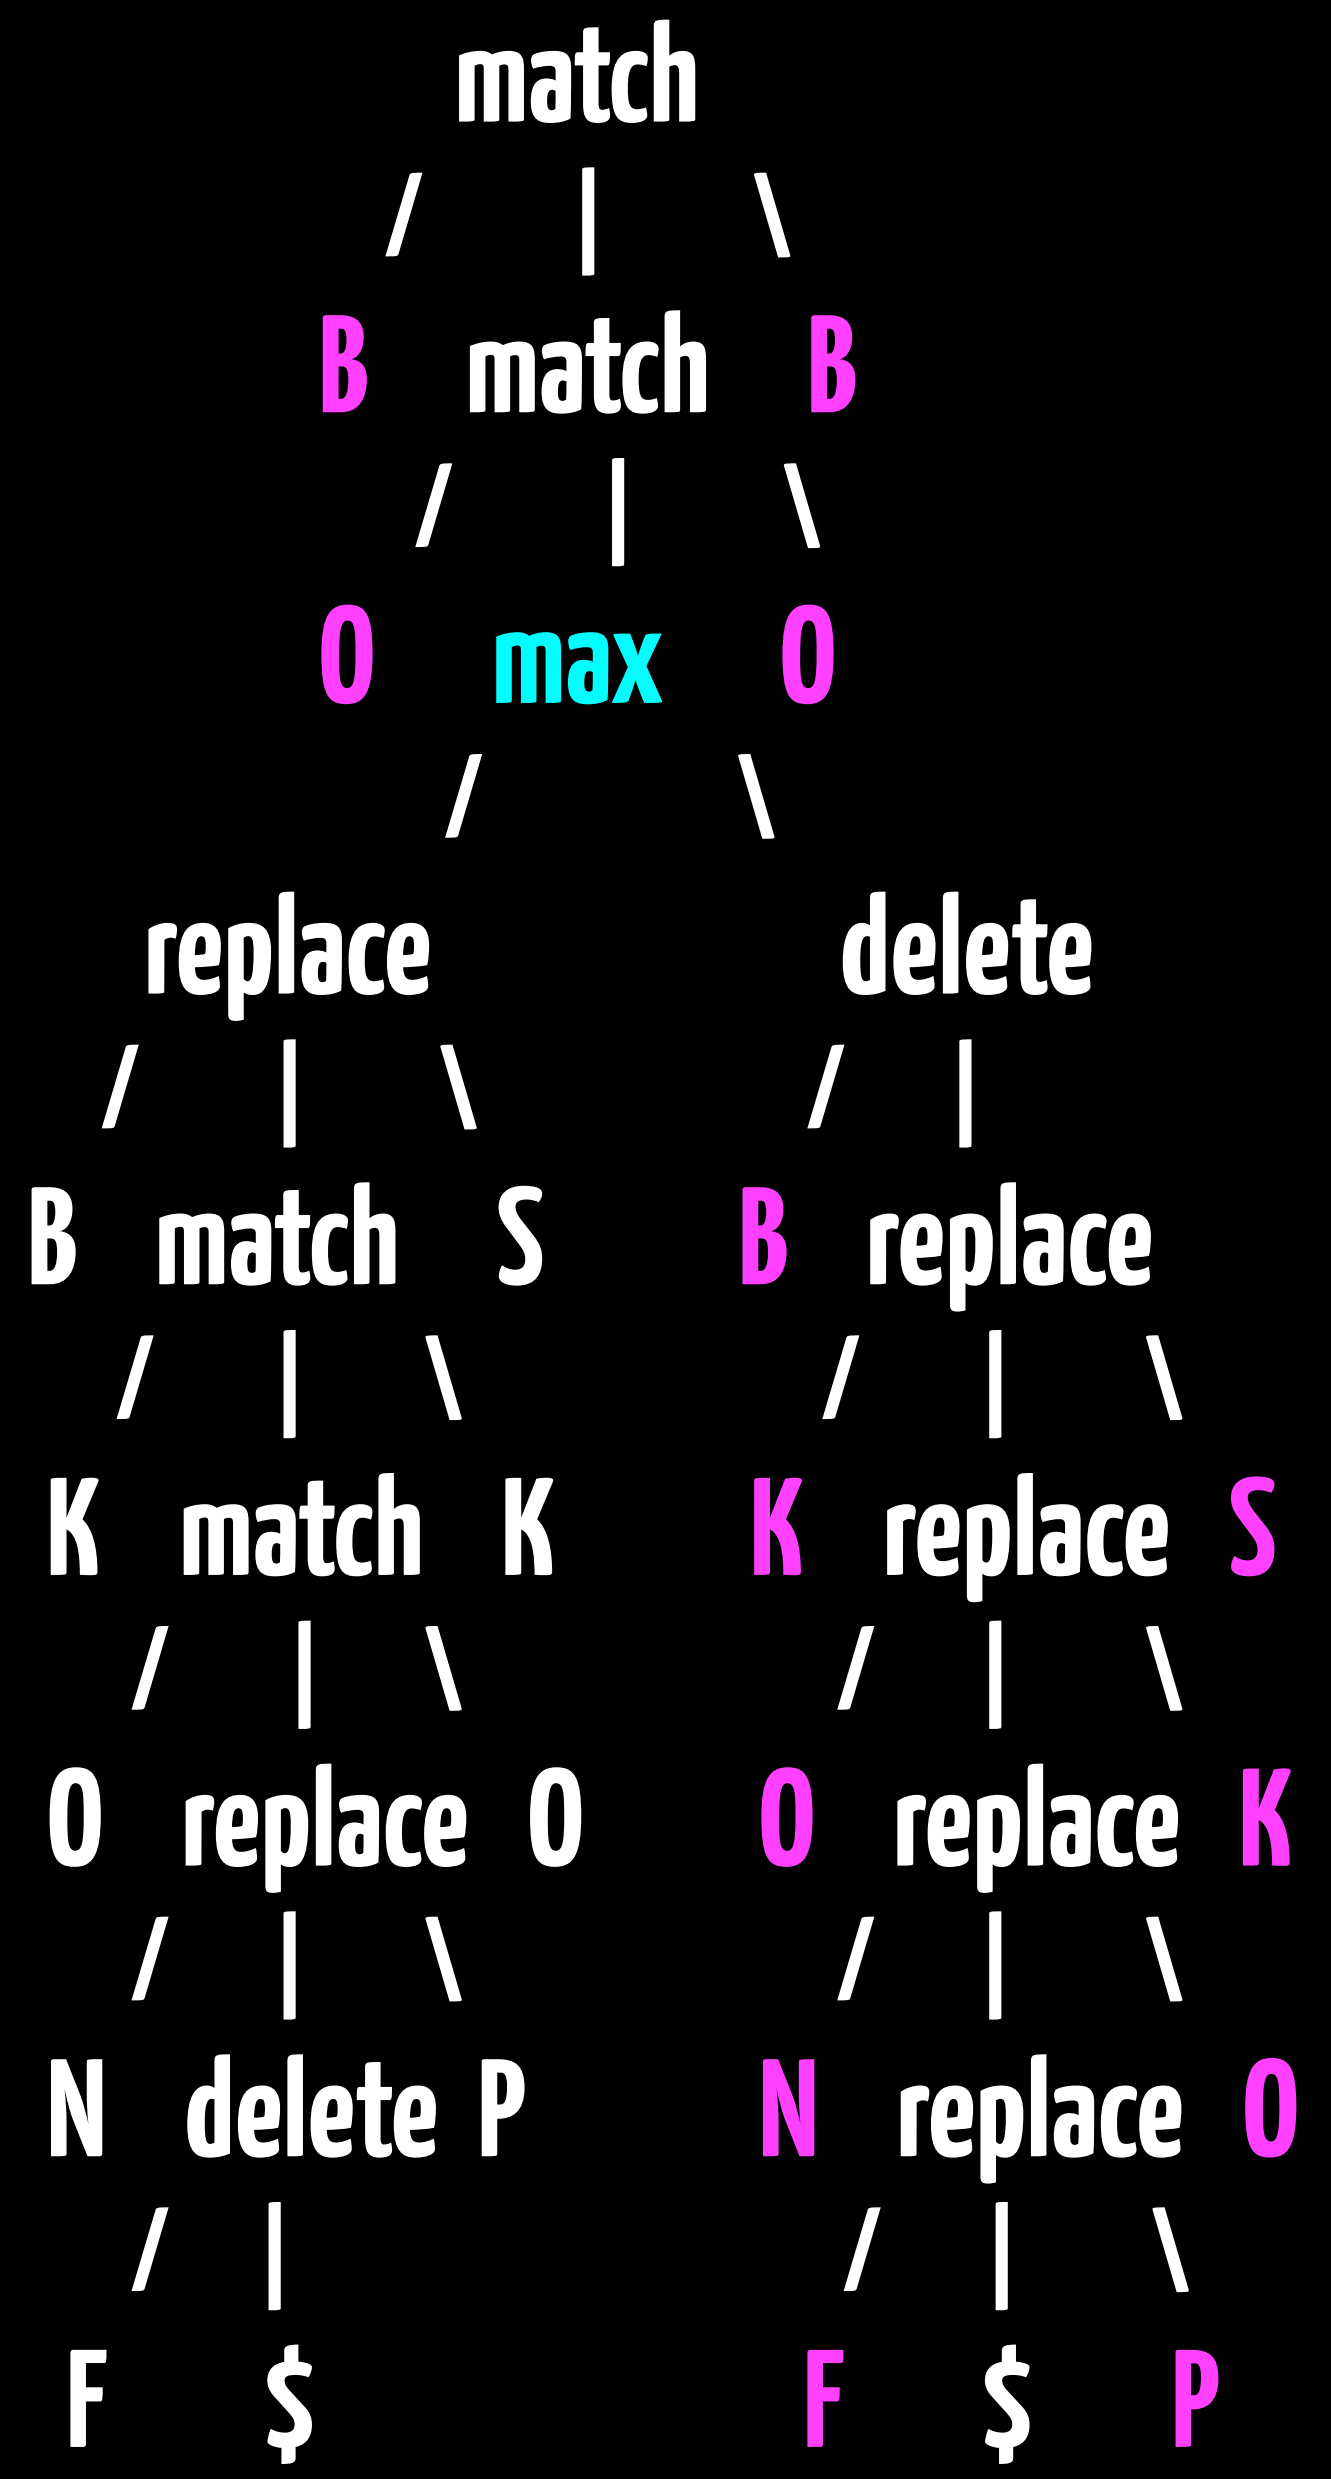 match
/ | \
B match B
/ | \
O max O
/ \
replace delete
/ | \ / |
B match S B replace
/ | \ / | \
K match K K replace S
/ | \ / | \
O replace O O replace K
/ | \ / | \
N delete P N replace O
/ | / | \
F $ F $ P